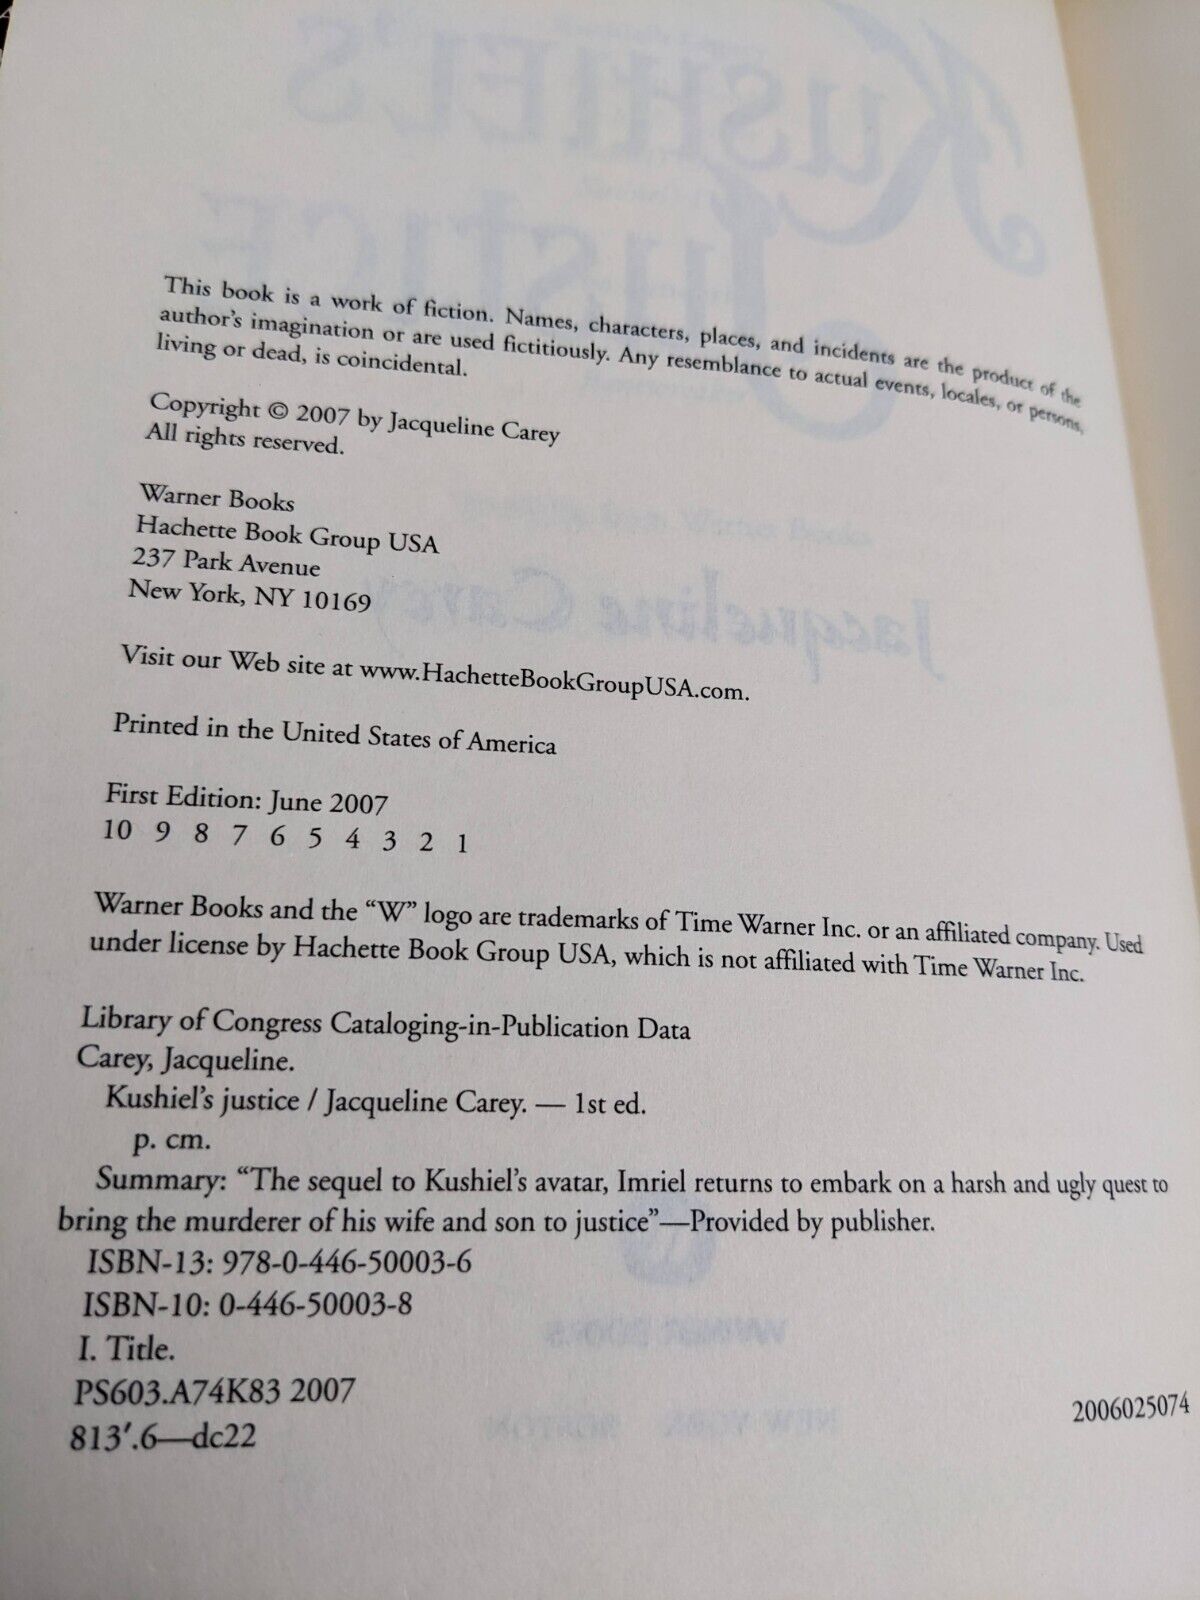 This book is a work of fiction. Names, characters, places, and incidents are the product of the
author's imagination or are used fictitiously. Any resemblance to actual events, locales, or persons,
living or dead, is coincidental.
Copyright © 2007 by Jacqueline Carey
All rights reserved.
Warner Books
Hachette Book Group USA
237 Park Avenue
New York, NY 10169
Visit our Web site at www.HachetteBookGroupUSA.com.
Printed in the United States of America
First Edition: June 2007
10 9 8 7 6 5 4 3 2 1
Warner Books and the “W” logo are trademarks of Time Warner Inc. or an affiliated company. Used
under license by Hachette Book Group USA, which is not affiliated with Time Warner Inc.
Library of Congress Cataloging-in-Publication Data
Carey, Jacqueline.
Kushiel's justice / Jacqueline Carey. — 1st ed.
p. cm.
Summary: “The sequel to Kushiel's avatar, Imriel returns to embark on a harsh and ugly quest to
bring the murderer of his wife and son to justice”—Provided by publisher.
ISBN-13: 978-0-446-50003-6
ISBN-10: 0-446-50003-8
I. Title.
PS603.A74K83 2007
813′.6—dc22
2006025074
KUSHIEL'S
JUSTICE
Jacqueline Carey
WARNER BOOKS
NEW YORK BOSTON